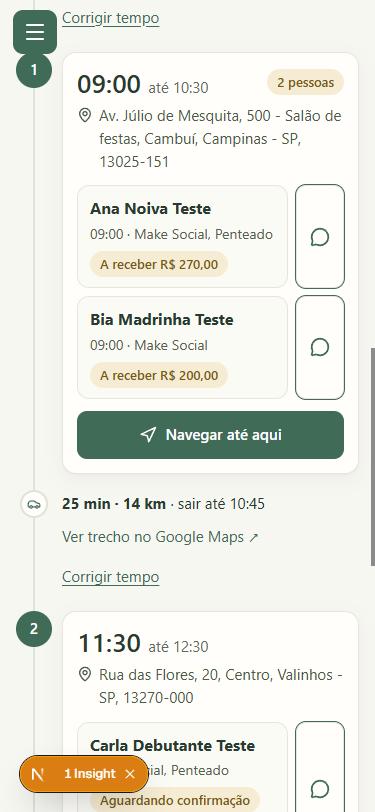 Corrigir tempo
1
09:00 até 10:30
2 pessoas
Av. Júlio de Mesquita, 500 - Salão de
festas, Cambuí, Campinas - SP,
13025-151
Ana Noiva Teste
09:00 · Make Social, Penteado
A receber R$ 270,00
Bia Madrinha Teste
09:00 · Make Social
A receber R$ 200,00
Navegar até aqui
25 min · 14 km · sair até 10:45
Ver trecho no Google Maps ↗
Corrigir tempo
2
11:30 até 12:30
Rua das Flores, 20, Centro, Valinhos -
SP, 13270-000
Carla Debutante Teste
N 1 Insight ×
Aguardando confirmação